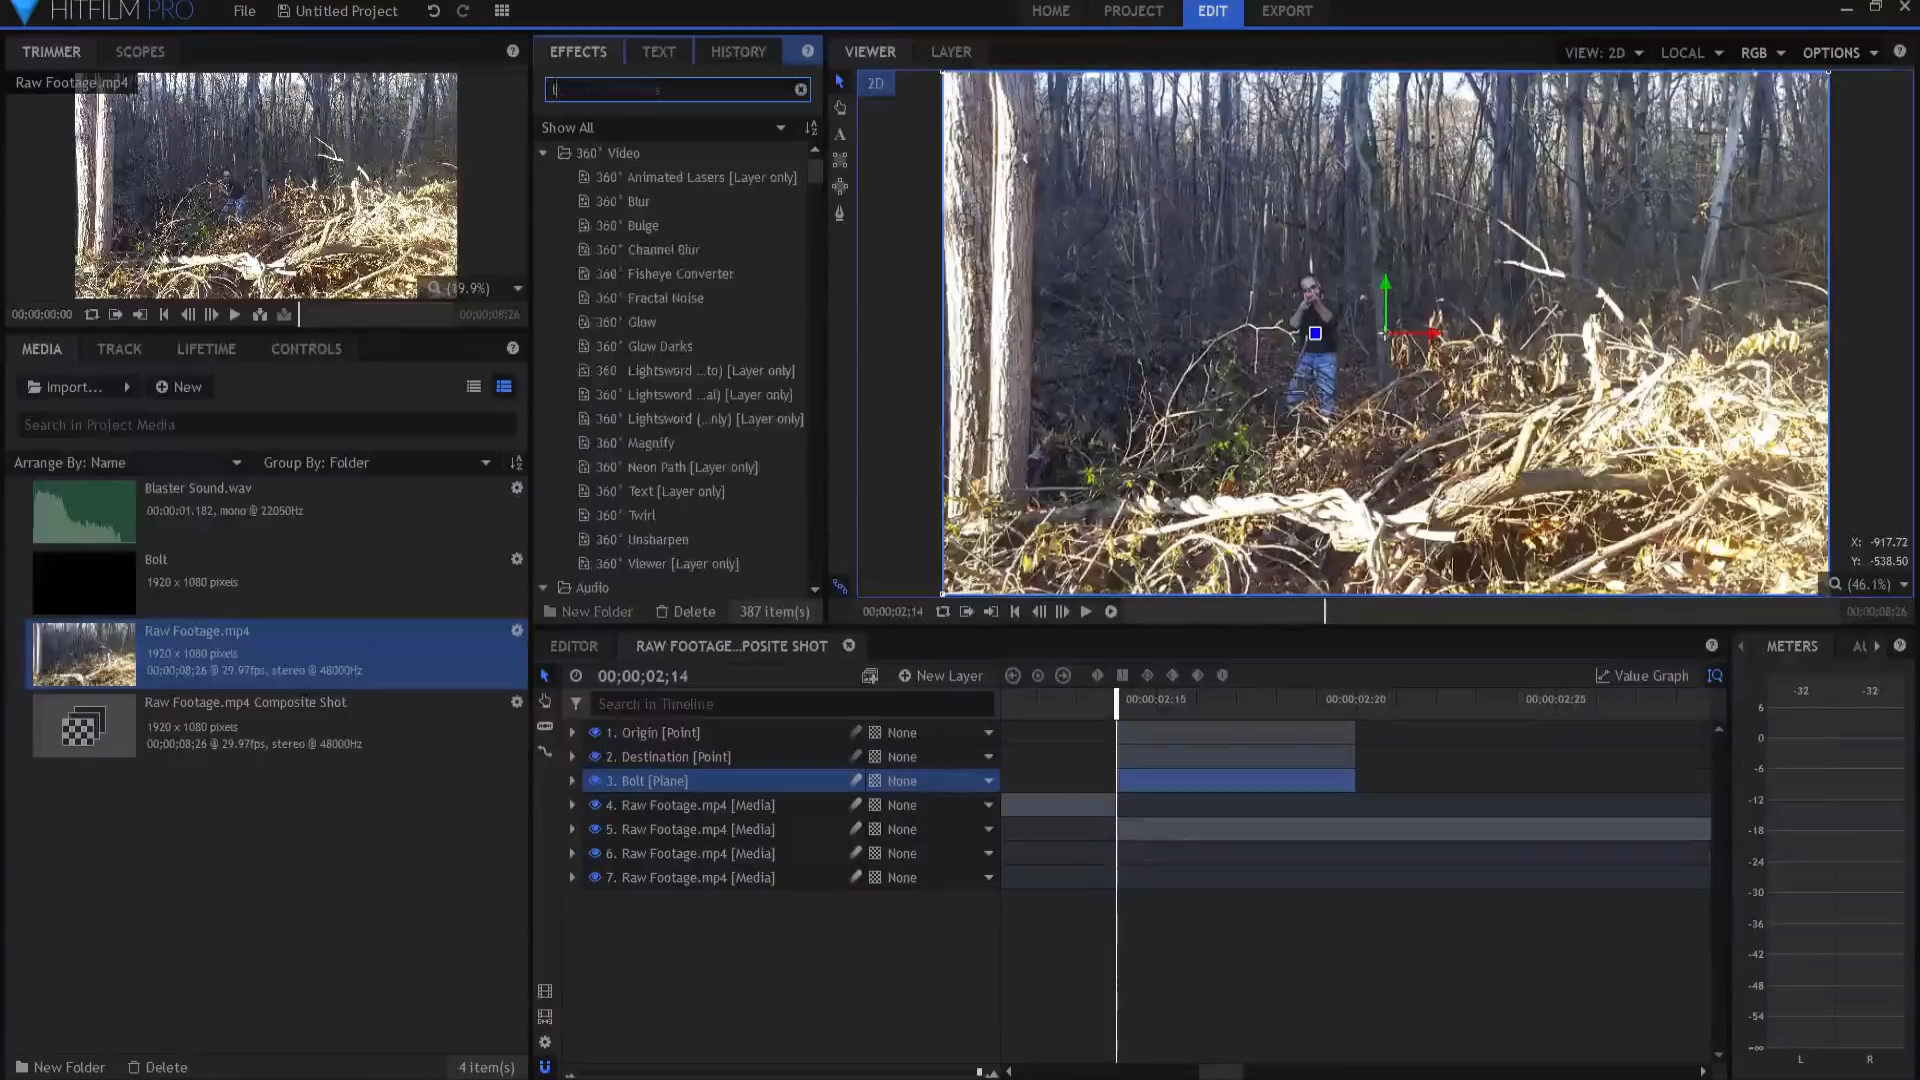 HITFILM PRO
File
Untitled Project
HOME
PROJECT
EDIT
EXPORT
TRIMMER
SCOPES
Raw Footage.mp4
(19.9%)
00;00;00;00
00;00;08;26
MEDIA
TRACK
LIFETIME
CONTROLS
Import...
New
Search in Project Media
Arrange By: Name
Group By: Folder
Blaster Sound.wav
00:00:01.182, mono @ 22050Hz
Bolt
1920 x 1080 pixels
Raw Footage.mp4
1920 x 1080 pixels
00;00;08;26 @ 29.97fps, stereo @ 48000Hz
Raw Footage.mp4 Composite Shot
1920 x 1080 pixels
00;00;08;26 @ 29.97fps, stereo @ 48000Hz
New Folder
Delete
4 item(s)
EFFECTS
TEXT
HISTORY
Show All
360° Video
360° Animated Lasers [Layer only]
360° Blur
360° Bulge
360° Channel Blur
360° Fisheye Converter
360° Fractal Noise
360° Glow
360° Glow Darks
360° Lightsword ...to) [Layer only]
360° Lightsword ...al) [Layer only]
360° Lightsword (...nly) [Layer only]
360° Magnify
360° Neon Path [Layer only]
360° Text [Layer only]
360° Twirl
360° Unsharpen
360° Viewer [Layer only]
Audio
New Folder
Delete
387 item(s)
VIEWER
LAYER
VIEW: 2D
LOCAL
RGB
OPTIONS
2D
X: -917.72
Y: -538.50
(46.1%)
00;00;02;14
00;00;08;26
EDITOR
RAW FOOTAGE...POSITE SHOT
00;00;02;14
New Layer
Value Graph
Search in Timeline
00;00;02;15
00;00;02;20
00;00;02;25
1. Origin [Point]
None
2. Destination [Point]
None
3. Bolt [Plane]
None
4. Raw Footage.mp4 [Media]
None
5. Raw Footage.mp4 [Media]
None
6. Raw Footage.mp4 [Media]
None
7. Raw Footage.mp4 [Media]
None
METERS
-32
-32
6
0
-6
-12
-18
-24
-30
-36
-42
-48
-54
-∞
L
R